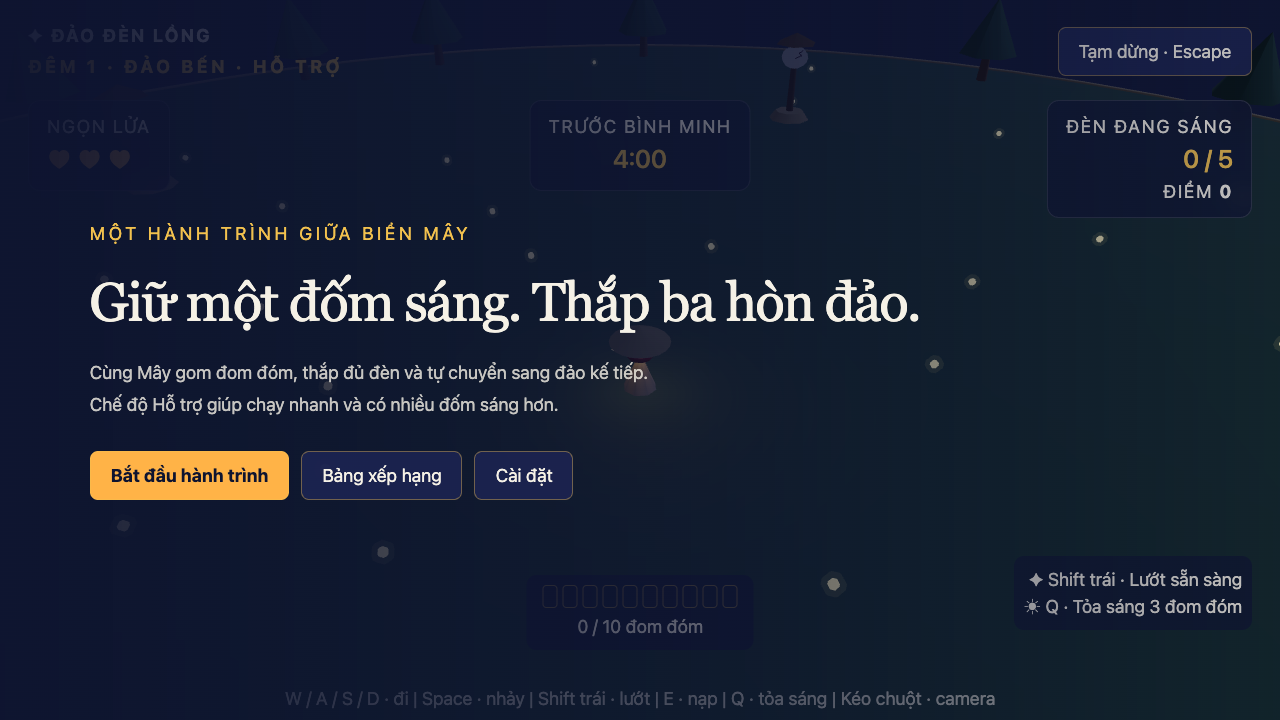 ✦ ĐẢO ĐÈN LỒNG
ĐÊM 1 · ĐẢO BẾN · HỖ TRỢ
Tạm dừng · Escape
NGỌN LỬA
TRƯỚC BÌNH MINH
4:00
ĐÈN ĐANG SÁNG
0 / 5
ĐIỂM 0
MỘT HÀNH TRÌNH GIỮA BIỂN MÂY
Giữ một đốm sáng. Thắp ba hòn đảo.
Cùng Mây gom đom đóm, thắp đủ đèn và tự chuyển sang đảo kế tiếp.
Chế độ Hỗ trợ giúp chạy nhanh và có nhiều đốm sáng hơn.
Bắt đầu hành trình
Bảng xếp hạng
Cài đặt
✦ Shift trái · Lướt sẵn sàng
☀ Q · Tỏa sáng 3 đom đóm
0 / 10 đom đóm
W / A / S / D · đi | Space · nhảy | Shift trái · lướt | E · nạp | Q · tỏa sáng | Kéo chuột · camera